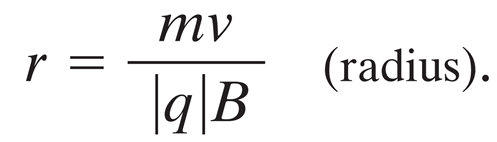 r = mv / |q|B (radius).